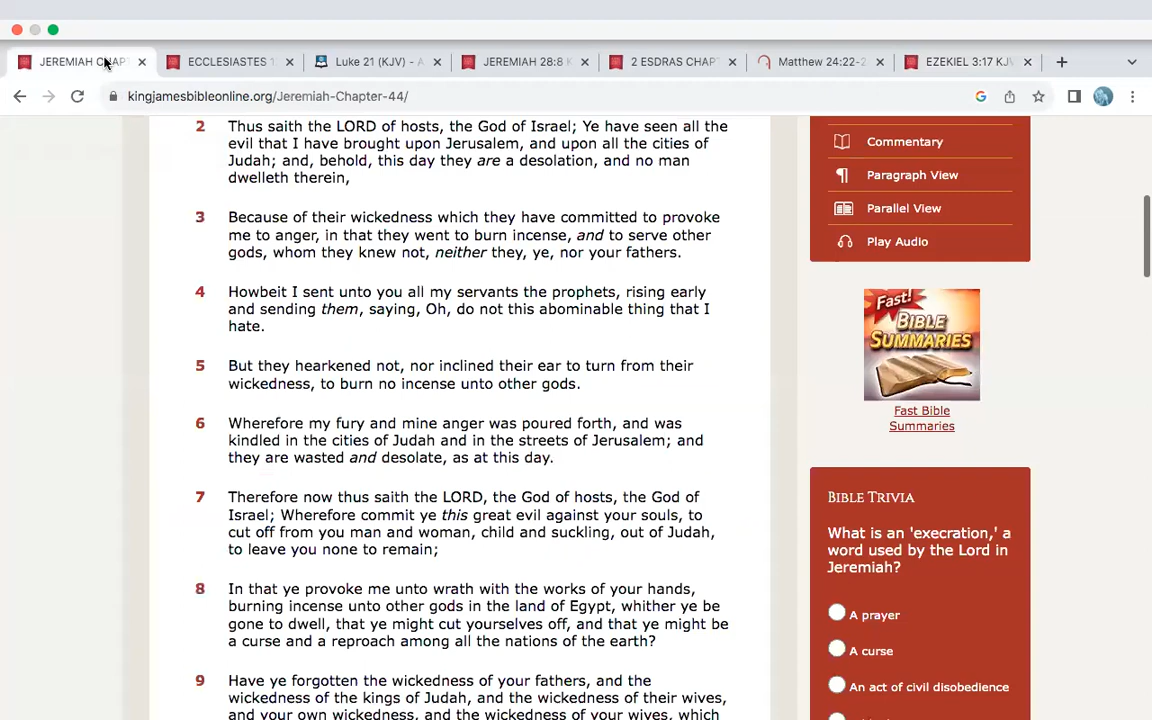 JEREMIAH CHAP
ECCLESIASTES 1
Luke 21 (KJV) - A
JEREMIAH 28:8 K
2 ESDRAS CHAP
Matthew 24:22-2
EZEKIEL 3:17 KJV
kingjamesbibleonline.org/Jeremiah-Chapter-44/
2 Thus saith the LORD of hosts, the God of Israel; Ye have seen all the
evil that I have brought upon Jerusalem, and upon all the cities of
Judah; and, behold, this day they are a desolation, and no man
dwelleth therein,
3 Because of their wickedness which they have committed to provoke
me to anger, in that they went to burn incense, and to serve other
gods, whom they knew not, neither they, ye, nor your fathers.
4 Howbeit I sent unto you all my servants the prophets, rising early
and sending them, saying, Oh, do not this abominable thing that I
hate.
5 But they hearkened not, nor inclined their ear to turn from their
wickedness, to burn no incense unto other gods.
6 Wherefore my fury and mine anger was poured forth, and was
kindled in the cities of Judah and in the streets of Jerusalem; and
they are wasted and desolate, as at this day.
7 Therefore now thus saith the LORD, the God of hosts, the God of
Israel; Wherefore commit ye this great evil against your souls, to
cut off from you man and woman, child and suckling, out of Judah,
to leave you none to remain;
8 In that ye provoke me unto wrath with the works of your hands,
burning incense unto other gods in the land of Egypt, whither ye be
gone to dwell, that ye might cut yourselves off, and that ye might be
a curse and a reproach among all the nations of the earth?
9 Have ye forgotten the wickedness of your fathers, and the
wickedness of the kings of Judah, and the wickedness of their wives,
and your own wickedness, and the wickedness of your wives, which
Commentary
Paragraph View
Parallel View
Play Audio
Fast!
BIBLE
SUMMARIES
Fast Bible
Summaries
BIBLE TRIVIA
What is an 'execration,' a
word used by the Lord in
Jeremiah?
A prayer
A curse
An act of civil disobedience